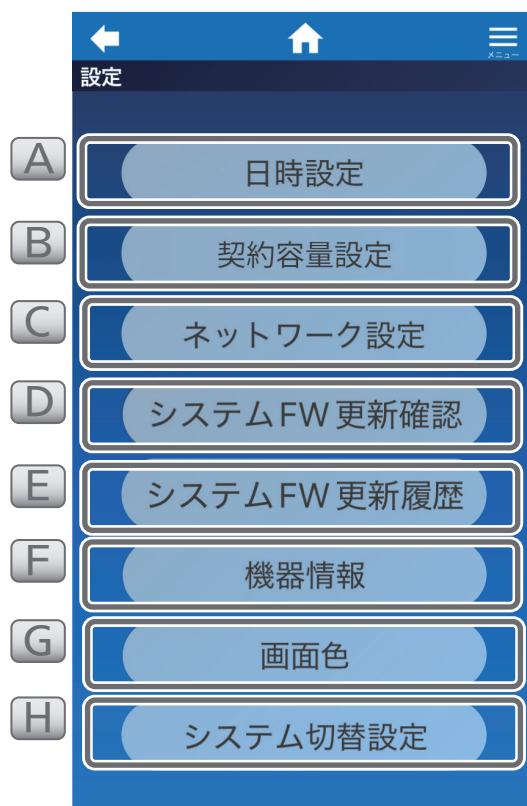 メニュー
設定
A
日時設定
B
契約容量設定
C
ネットワーク設定
D
システムFW更新確認
E
システムFW更新履歴
F
機器情報
G
画面色
H
システム切替設定